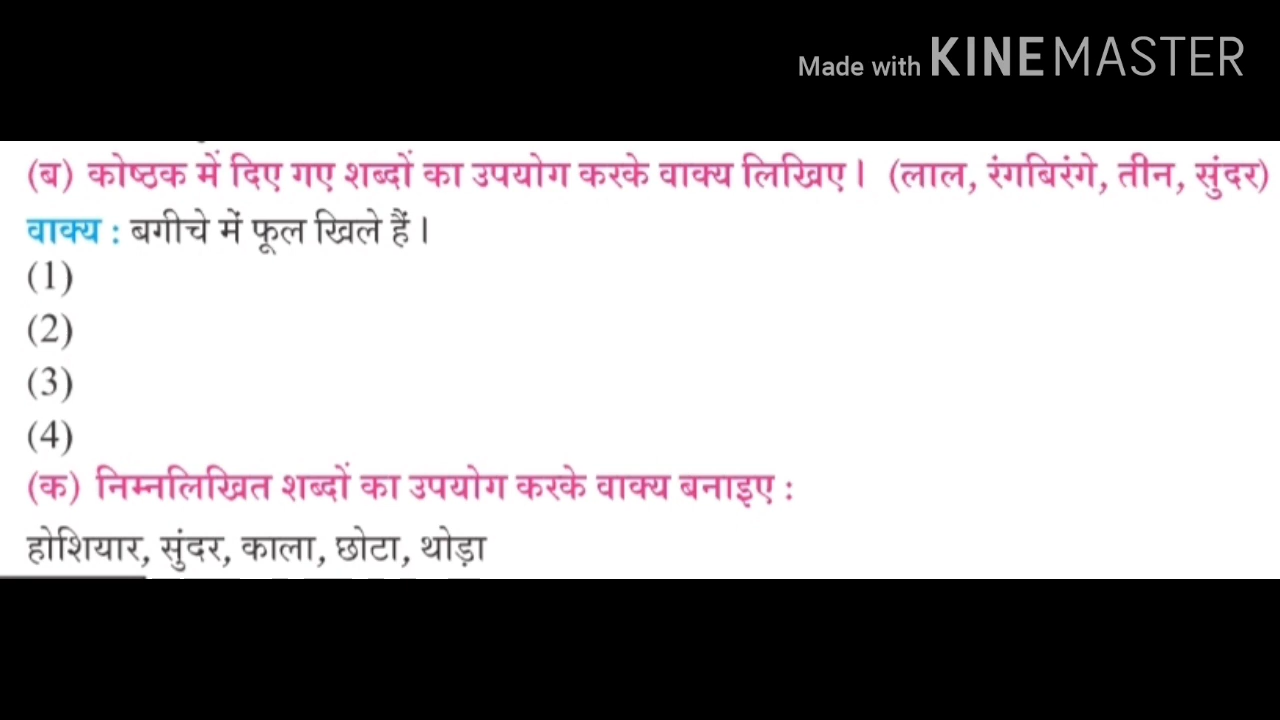 Made with KINEMASTER
(ब) कोष्ठक में दिए गए शब्दों का उपयोग करके वाक्य लिखिए। (लाल, रंगबिरंगे, तीन, सुंदर)
वाक्य : बगीचे में फूल खिले हैं।
(1)
(2)
(3)
(4)
(क) निम्नलिखित शब्दों का उपयोग करके वाक्य बनाइए :
होशियार, सुंदर, काला, छोटा, थोड़ा